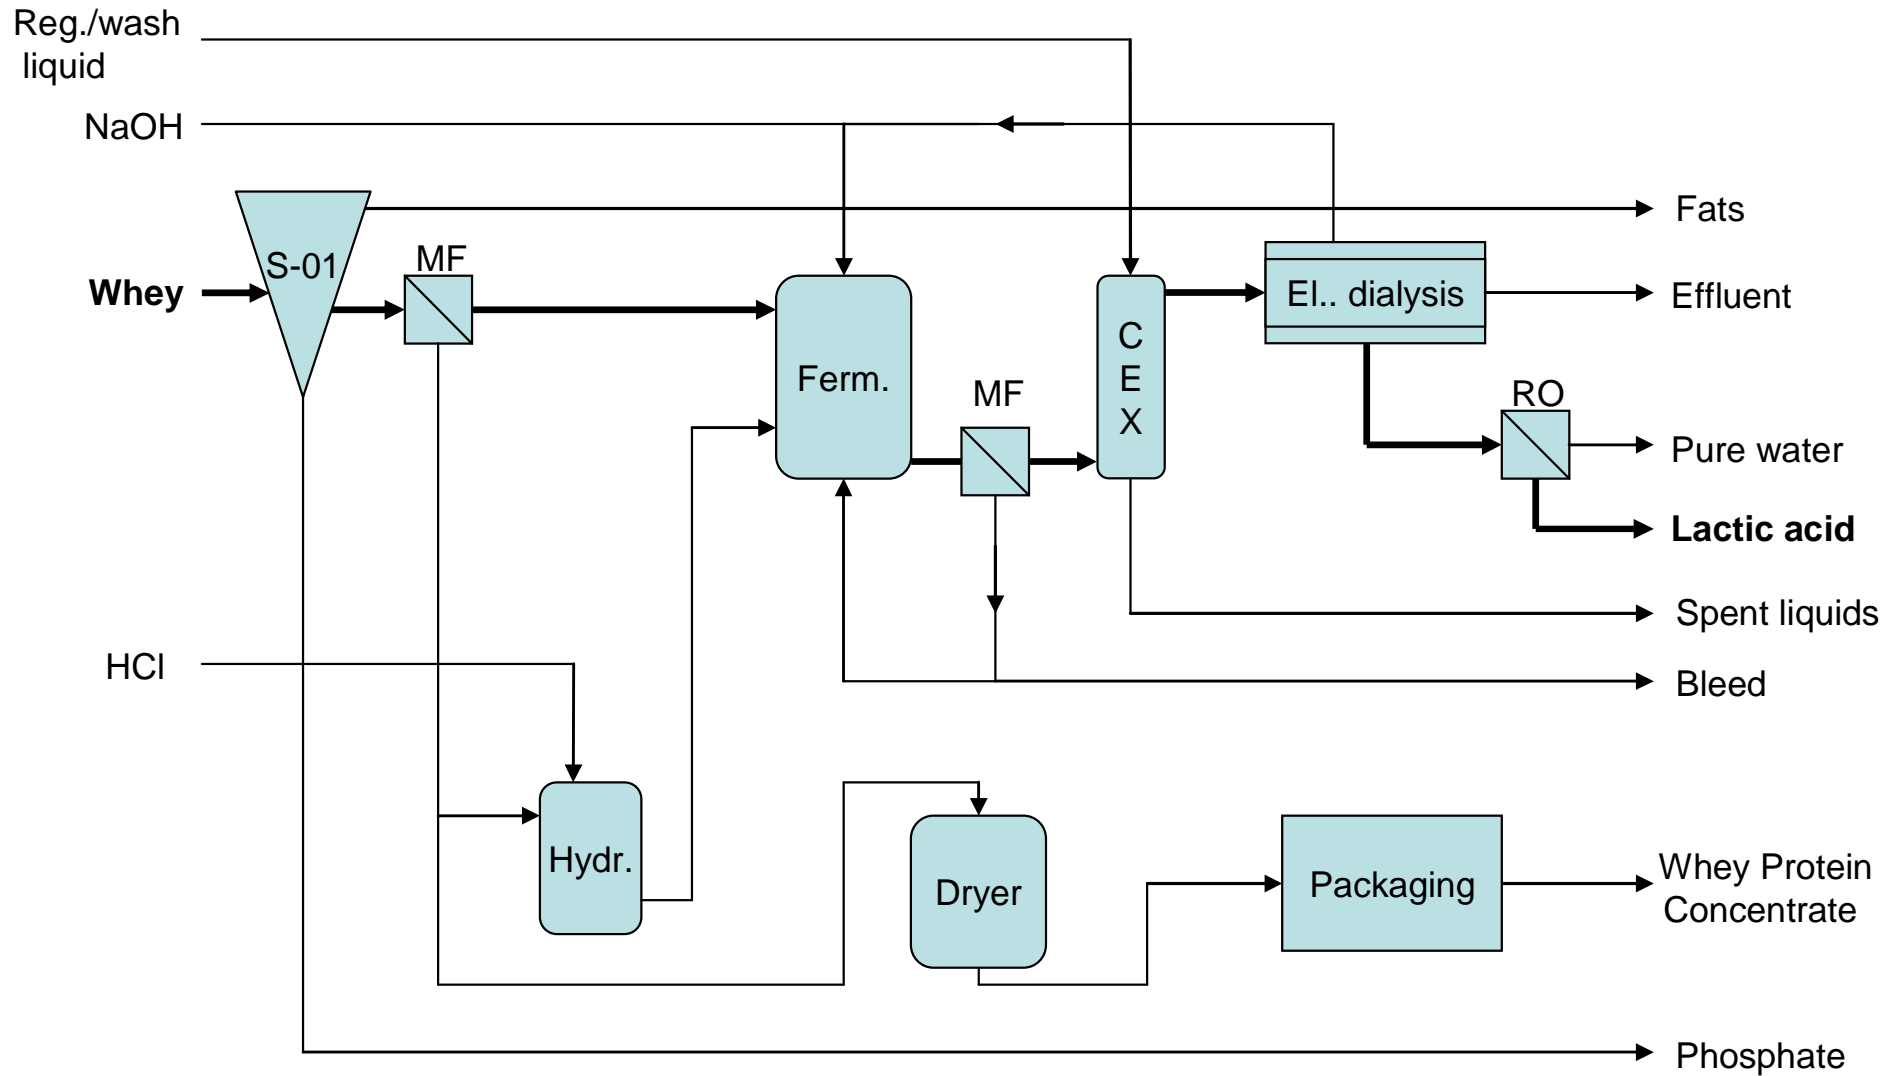 Reg./wash
liquid
NaOH
Fats
MF
S-01
Whey
El.. dialysis
Effluent
C
E
X
Ferm.
MF
RO
Pure water
Lactic acid
Spent liquids
HCl
Bleed
Hydr.
Dryer
Packaging
Whey Protein
Concentrate
Phosphate